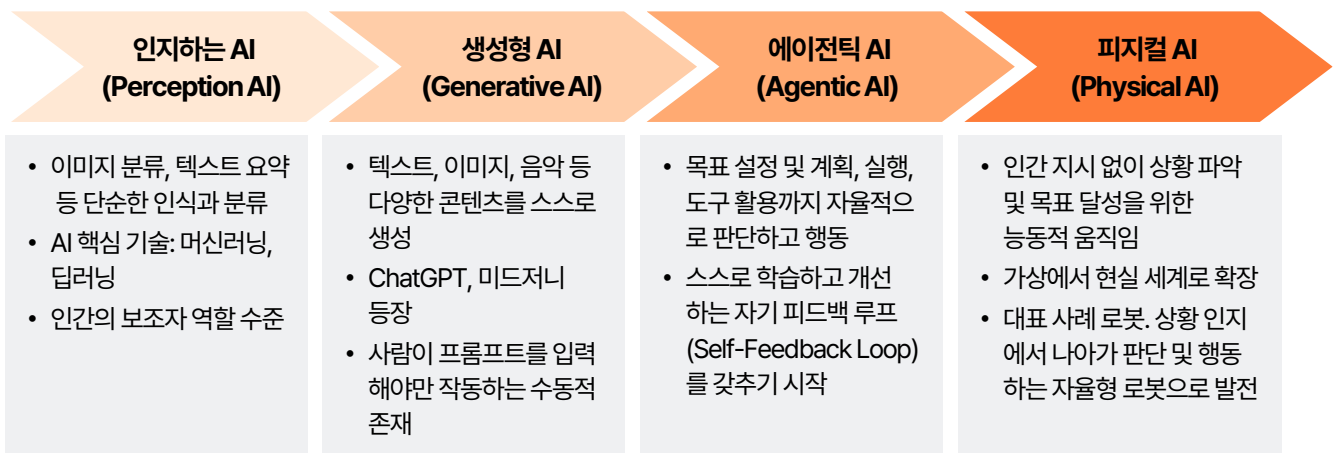 인지하는 AI
(Perception AI)
생성형 AI
(Generative AI)
에이전틱 AI
(Agentic AI)
피지컬 AI
(Physical AI)
• 이미지 분류, 텍스트 요약
등 단순한 인식과 분류
• AI 핵심 기술: 머신러닝,
딥러닝
• 인간의 보조자 역할 수준
• 텍스트, 이미지, 음악 등
다양한 콘텐츠를 스스로
생성
• ChatGPT, 미드저니
등장
• 사람이 프롬프트를 입력
해야만 작동하는 수동적
존재
• 목표 설정 및 계획, 실행,
도구 활용까지 자율적으
로 판단하고 행동
• 스스로 학습하고 개선
하는 자기 피드백 루프
(Self-Feedback Loop)
를 갖추기 시작
• 인간 지시 없이 상황 파악
및 목표 달성을 위한
능동적 움직임
• 가상에서 현실 세계로 확장
• 대표 사례 로봇. 상황 인지
에서 나아가 판단 및 행동
하는 자율형 로봇으로 발전